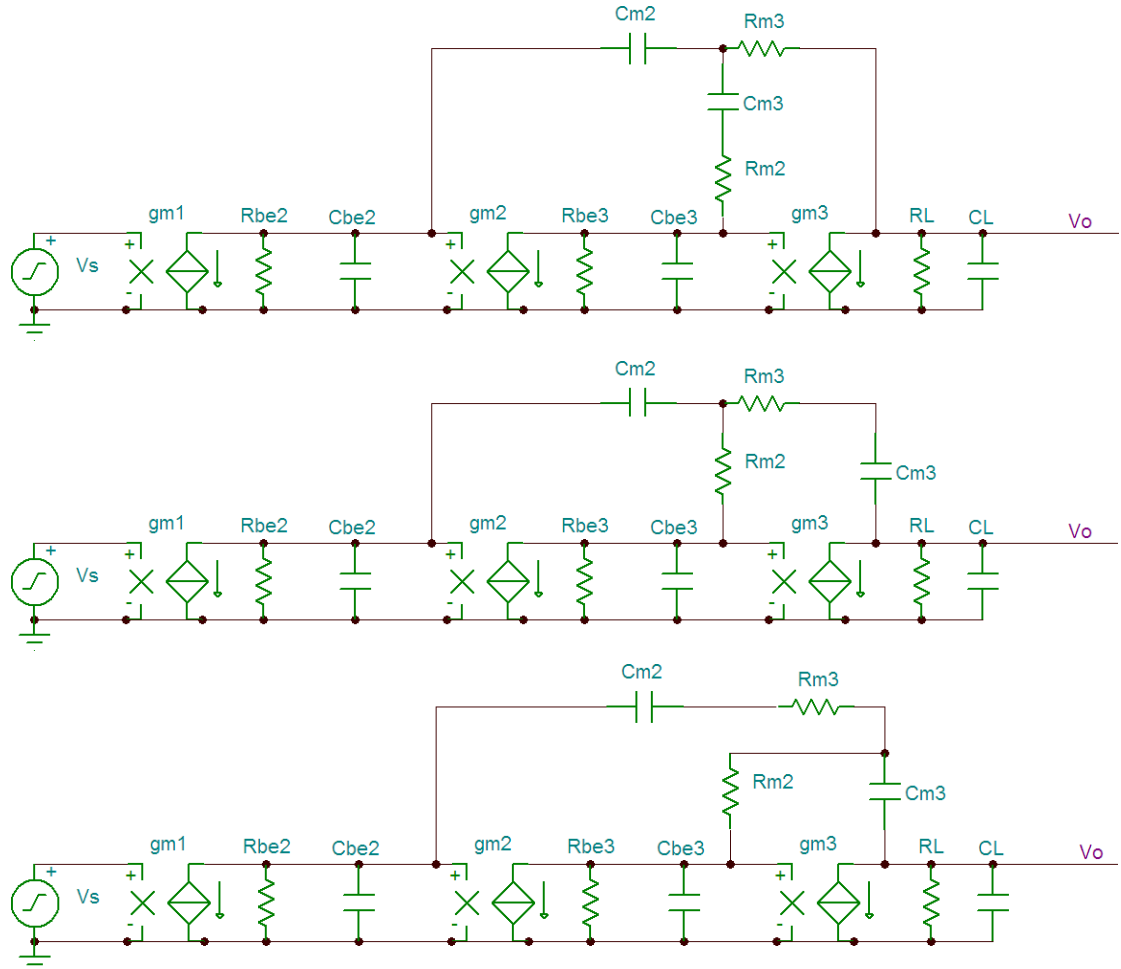 Cm2 Rm3
Cm3
Rm2
gm1 Rbe2 Cbe2 gm2 Rbe3 Cbe3 gm3 RL CL Vo
+ + + +
Vs
- - -
Cm2 Rm3
Rm2 Cm3
gm1 Rbe2 Cbe2 gm2 Rbe3 Cbe3 gm3 RL CL Vo
+ + + +
Vs
- - -
Cm2 Rm3
Rm2 Cm3
gm1 Rbe2 Cbe2 gm2 Rbe3 Cbe3 gm3 RL CL Vo
+ + + +
Vs
- - -